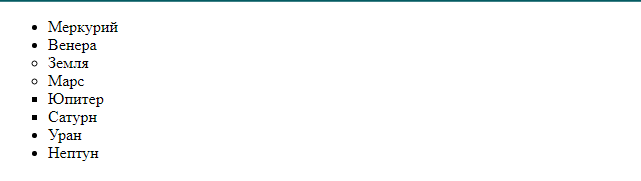 Меркурий
Венера
Земля
Марс
Юпитер
Сатурн
Уран
Нептун